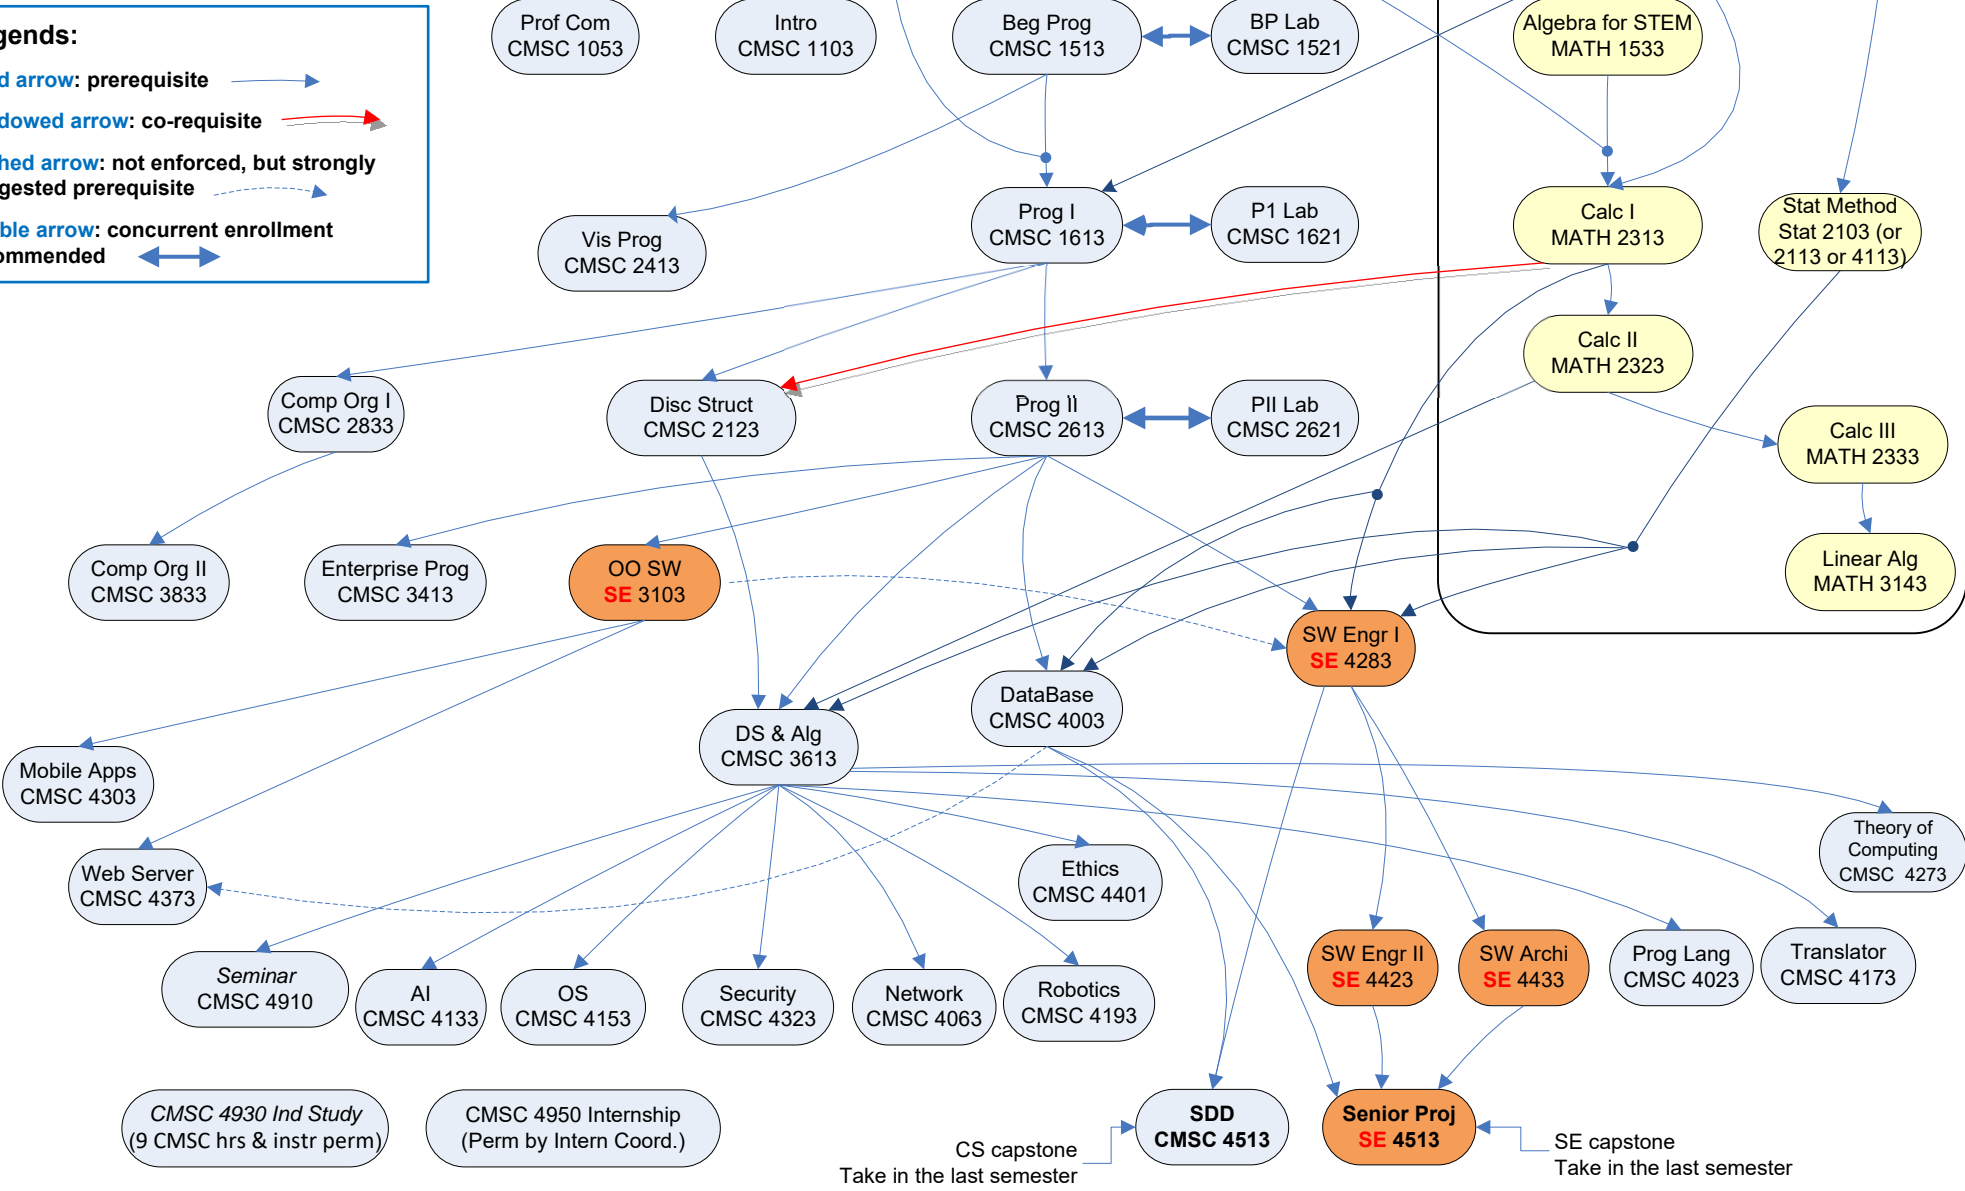 gends:
d arrow: prerequisite
dowed arrow: co-requisite
hed arrow: not enforced, but strongly
gested prerequisite
ble arrow: concurrent enrollment
ommended
Prof Com
CMSC 1053
Intro
CMSC 1103
Beg Prog
CMSC 1513
BP Lab
CMSC 1521
Algebra for STEM
MATH 1533
Vis Prog
CMSC 2413
Prog I
CMSC 1613
P1 Lab
CMSC 1621
Calc I
MATH 2313
Stat Method
Stat 2103 (or
2113 or 4113)
Calc II
MATH 2323
Comp Org I
CMSC 2833
Disc Struct
CMSC 2123
Prog II
CMSC 2613
PII Lab
CMSC 2621
Calc III
MATH 2333
Comp Org II
CMSC 3833
Enterprise Prog
CMSC 3413
OO SW
SE 3103
Linear Alg
MATH 3143
SW Engr I
SE 4283
DataBase
CMSC 4003
DS & Alg
CMSC 3613
Mobile Apps
CMSC 4303
Theory of
Computing
CMSC 4273
Web Server
CMSC 4373
Ethics
CMSC 4401
Seminar
CMSC 4910
AI
CMSC 4133
OS
CMSC 4153
Security
CMSC 4323
Network
CMSC 4063
Robotics
CMSC 4193
SW Engr II
SE 4423
SW Archi
SE 4433
Prog Lang
CMSC 4023
Translator
CMSC 4173
CMSC 4930 Ind Study
(9 CMSC hrs & instr perm)
CMSC 4950 Internship
(Perm by Intern Coord.)
CS capstone
Take in the last semester
SDD
CMSC 4513
Senior Proj
SE 4513
SE capstone
Take in the last semester